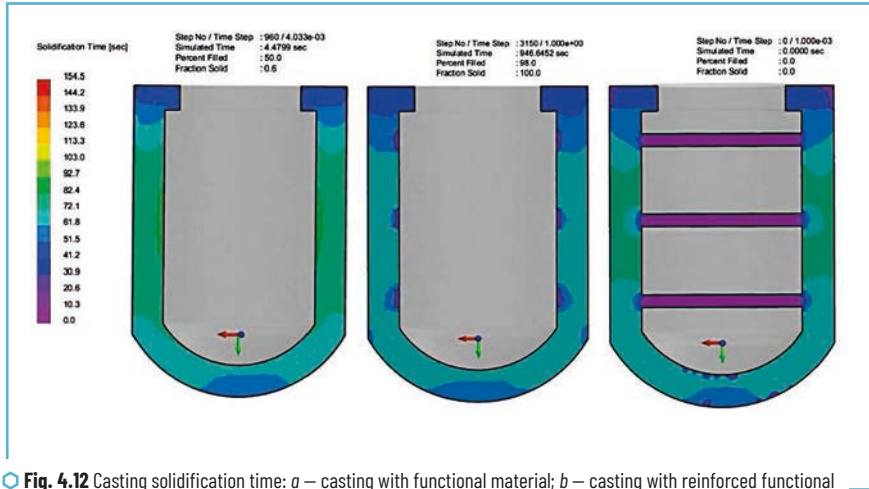 Step No / Time Step : 960 / 4.033e-03
Simulated Time : 4.4799 sec
Percent Filled : 50.0
Fraction Solid : 0.6
Step No / Time Step : 3150 / 1.000e+00
Simulated Time : 946.6452 sec
Percent Filled : 98.0
Fraction Solid : 100.0
Step No / Time Step : 0 / 1.000e-03
Simulated Time : 0.0000 sec
Percent Filled : 0.0
Fraction Solid : 0.0
Solidification Time [sec]
154.5
144.2
133.9
123.6
113.3
103.0
92.7
82.4
72.1
61.8
51.5
41.2
30.9
20.6
10.3
0.0
Fig. 4.12 Casting solidification time: a — casting with functional material; b — casting with reinforced functional